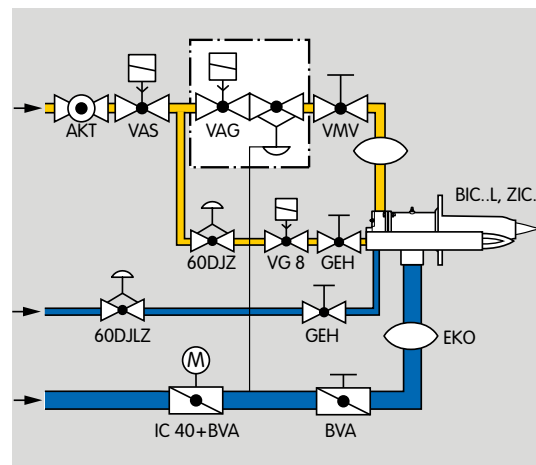 AKT VAS VAG VMV
BIC..L, ZIC..
60DJZ VG 8 GEH
60DJLZ GEH EKO
M
IC 40+BVA BVA